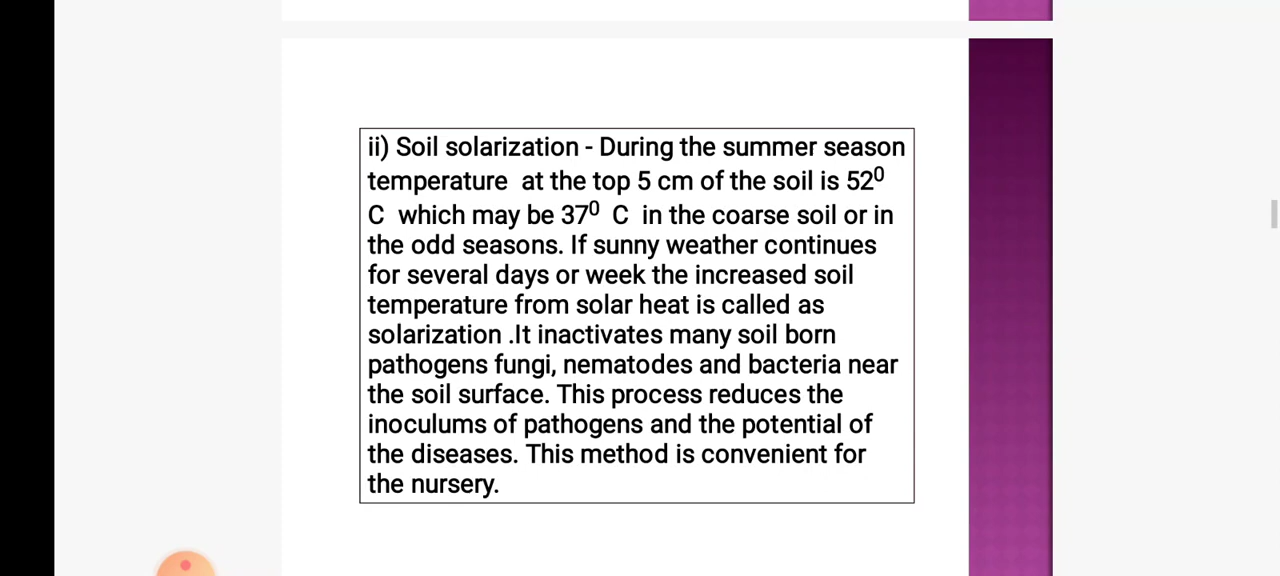 ii) Soil solarization - During the summer season
temperature at the top 5 cm of the soil is 52⁰
C which may be 37⁰ C in the coarse soil or in
the odd seasons. If sunny weather continues
for several days or week the increased soil
temperature from solar heat is called as
solarization .It inactivates many soil born
pathogens fungi, nematodes and bacteria near
the soil surface. This process reduces the
inoculums of pathogens and the potential of
the diseases. This method is convenient for
the nursery.